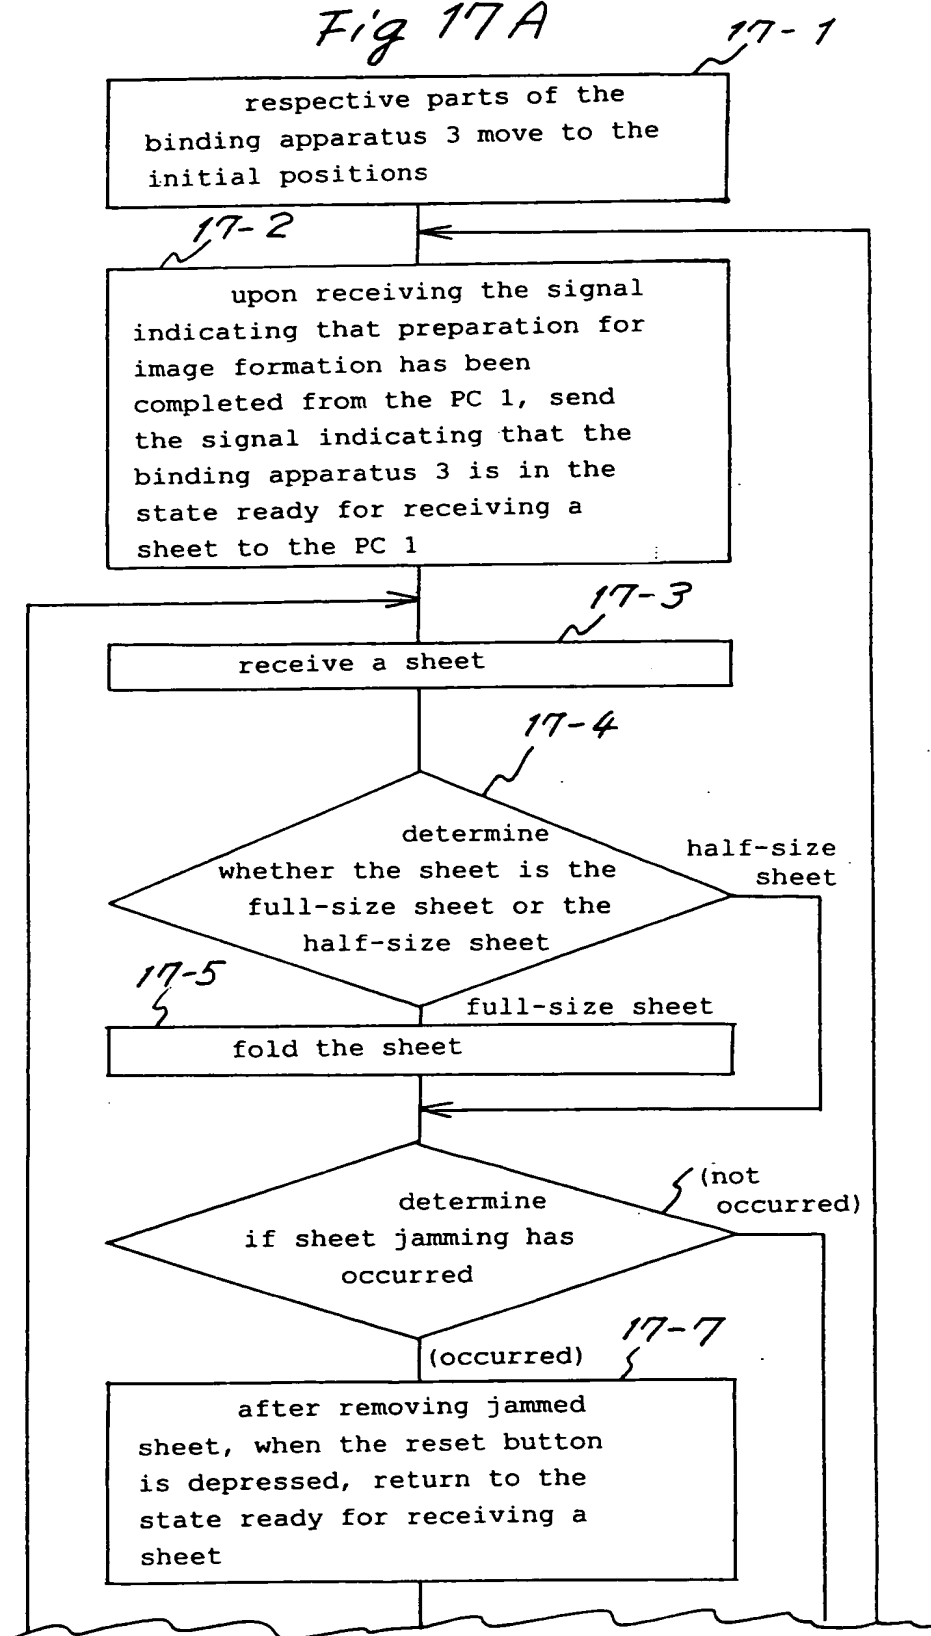 Fig 17A
17-1
respective parts of the
binding apparatus 3 move to the
initial positions
17-2
upon receiving the signal
indicating that preparation for
image formation has been
completed from the PC 1, send
the signal indicating that the
binding apparatus 3 is in the
state ready for receiving a
sheet to the PC 1
17-3
receive a sheet
17-4
determine
whether the sheet is the
full-size sheet or the
half-size sheet
half-size
sheet
17-5
full-size sheet
fold the sheet
determine
if sheet jamming has
occurred
(not
occurred)
(occurred)
17-7
after removing jammed
sheet, when the reset button
is depressed, return to the
state ready for receiving a
sheet